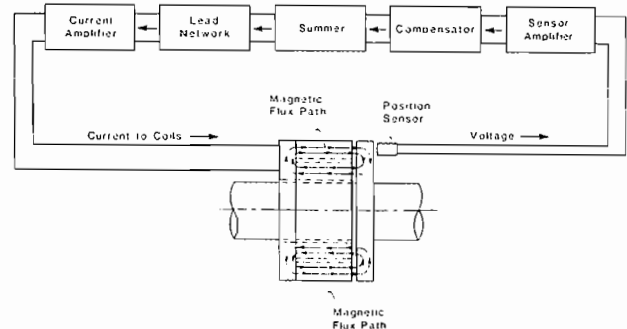 Current
Amplifier
Lead
Network
Summer
Compensator
Sensor
Amplifier
Magnetic
Flux Path
Position
Sensor
Current to Coils
Voltage
Magnetic
Flux Path